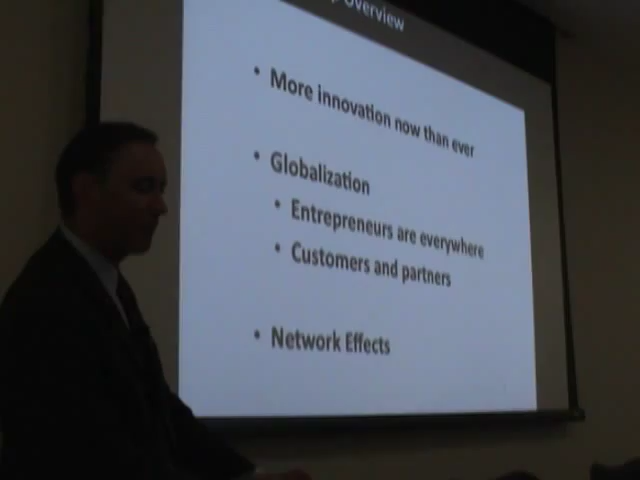 Overview
• More innovation now than ever
• Globalization
• Entrepreneurs are everywhere
• Customers and partners
• Network Effects